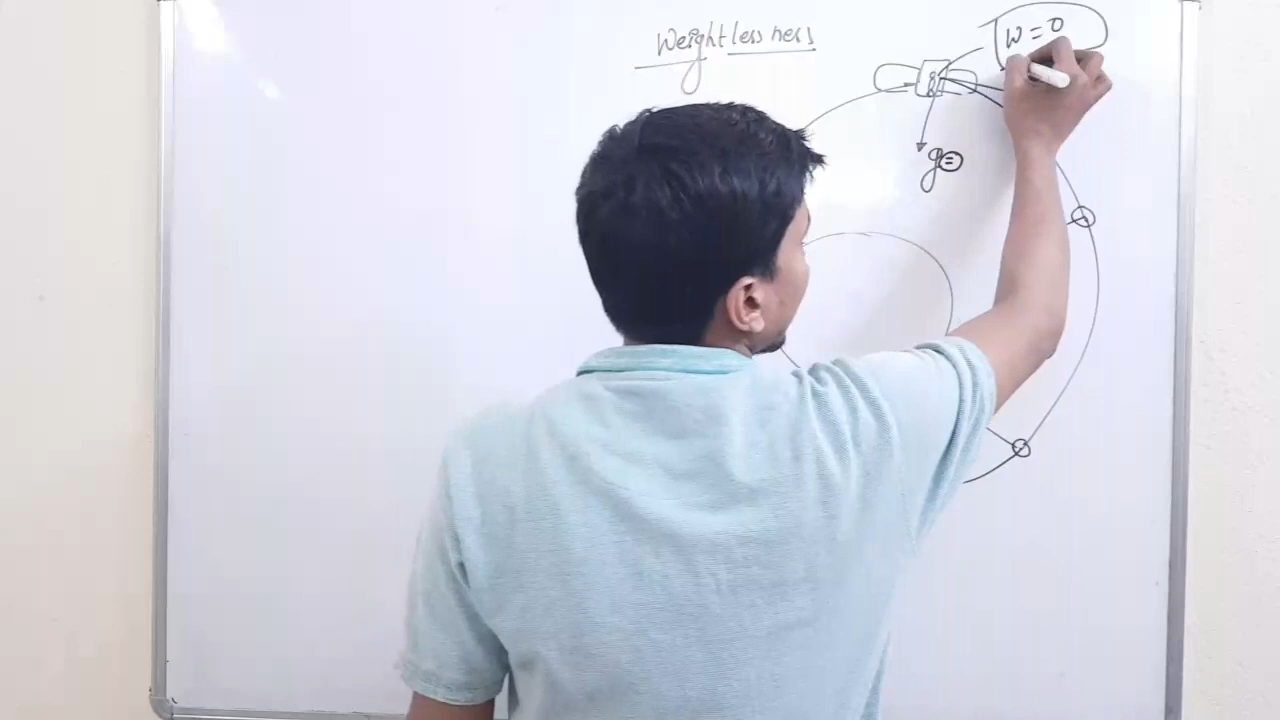 Weightlessness
W = 0
g =